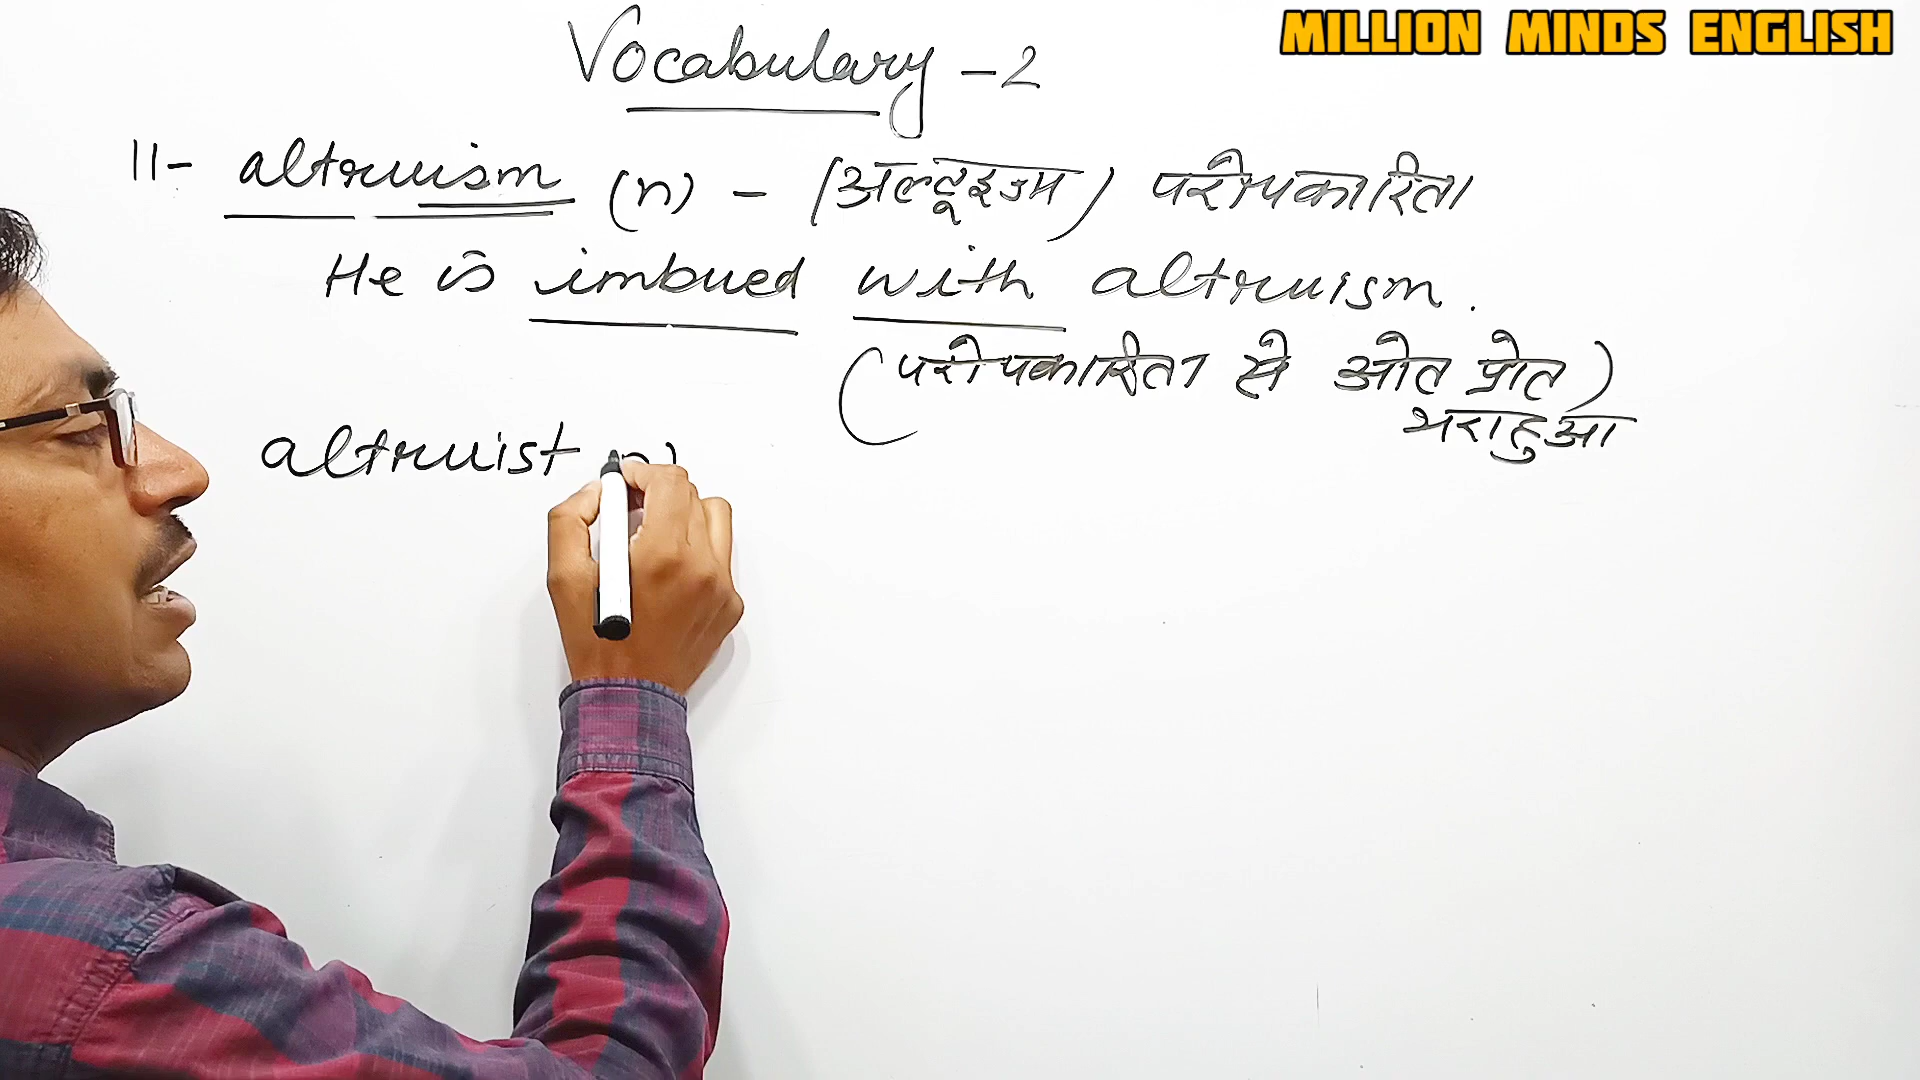 MILLION MINDS ENGLISH
Vocabulary - 2
11- altruism (n) - (अल्ट्रूइज्म) परोपकारिता
He is imbued with altruism.
(परोपकारिता से ओत प्रोत)
भरा हुआ
altruist n)